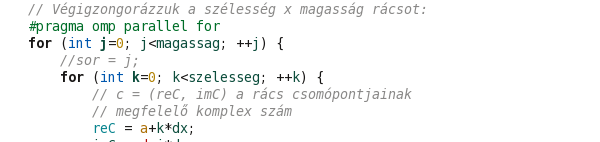 // Végigzongorázzuk a szélesség x magasság rácsot:
#pragma omp parallel for
for (int j=0; j<magassag; ++j) {
//sor = j;
for (int k=0; k<szelesseg; ++k) {
// c = (reC, imC) a rács csomópontjainak
// megfelelő komplex szám
reC = a+k*dx;